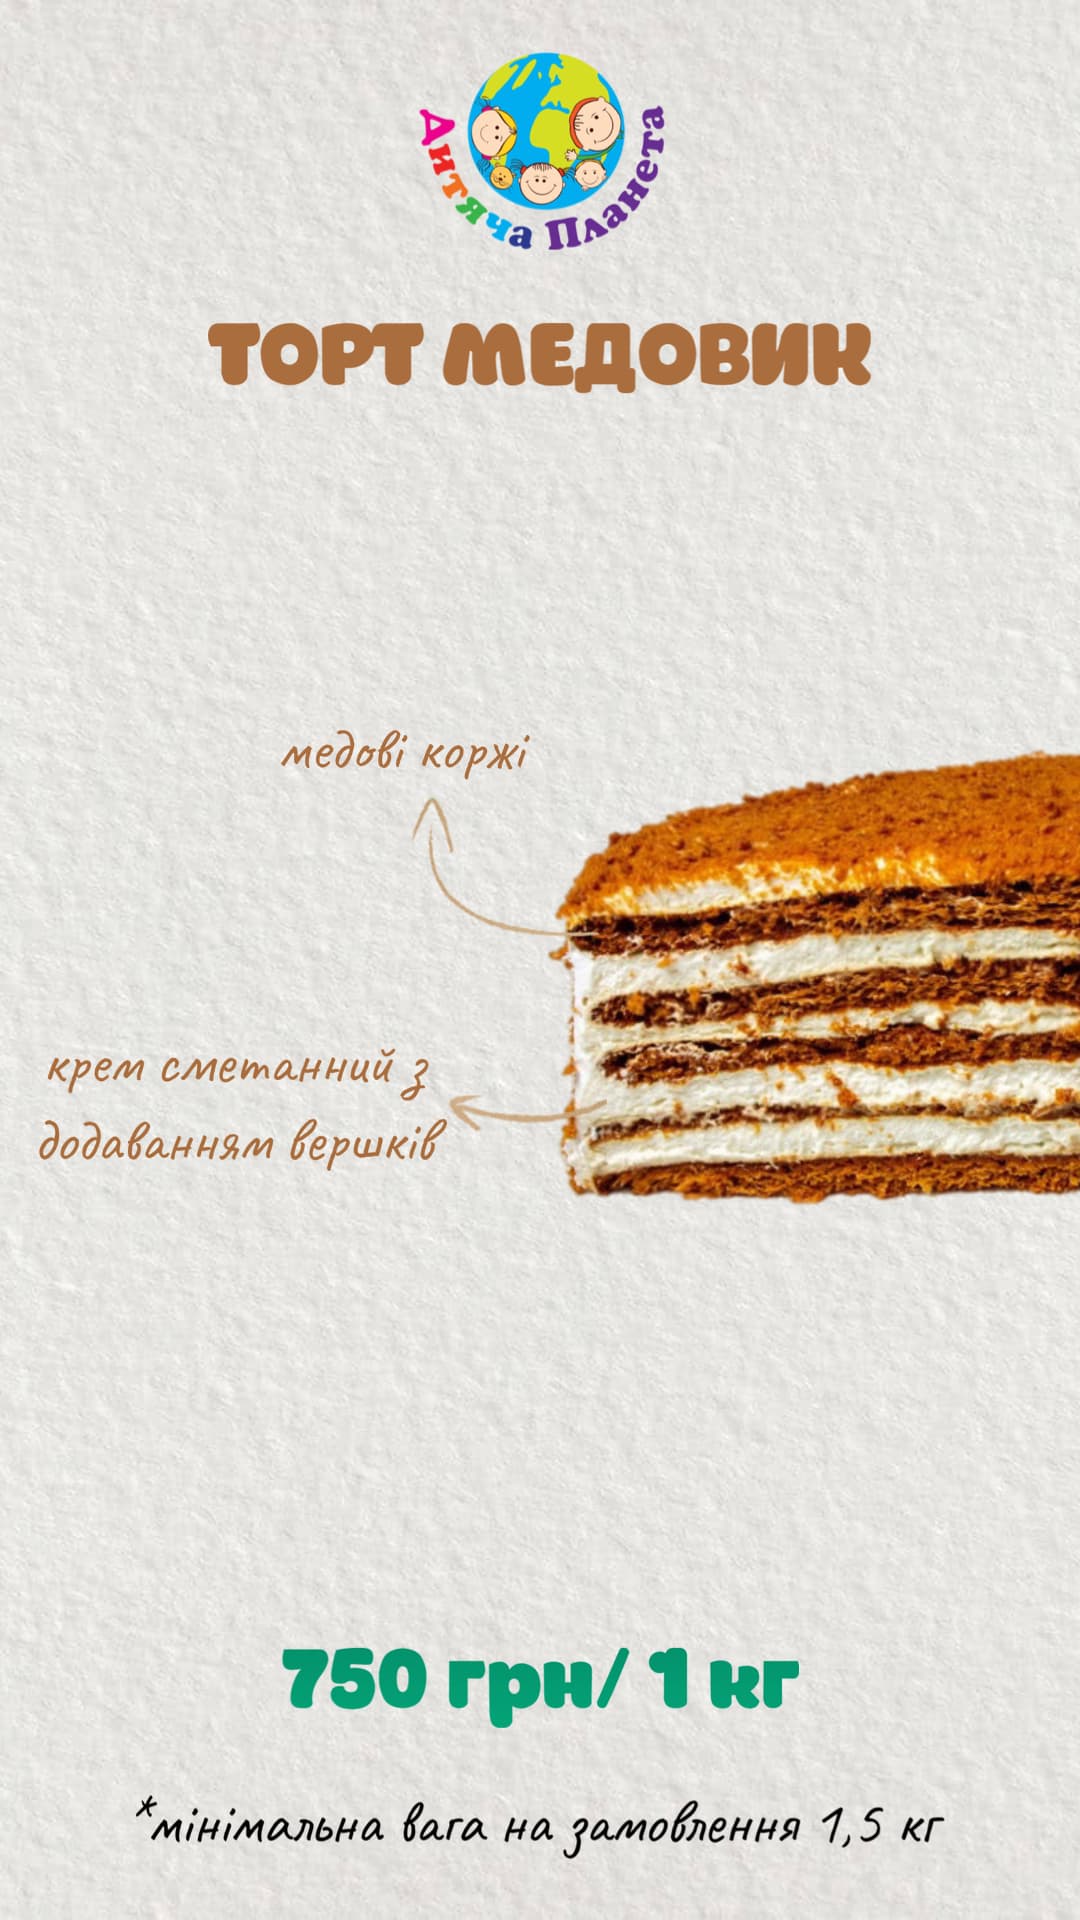 Дитяча Планета
ТОРТ МЕДОВИК
медові коржі
крем сметанний з
додаванням вершків
750 грн/ 1 кг
*мінімальна вага на замовлення 1,5 кг